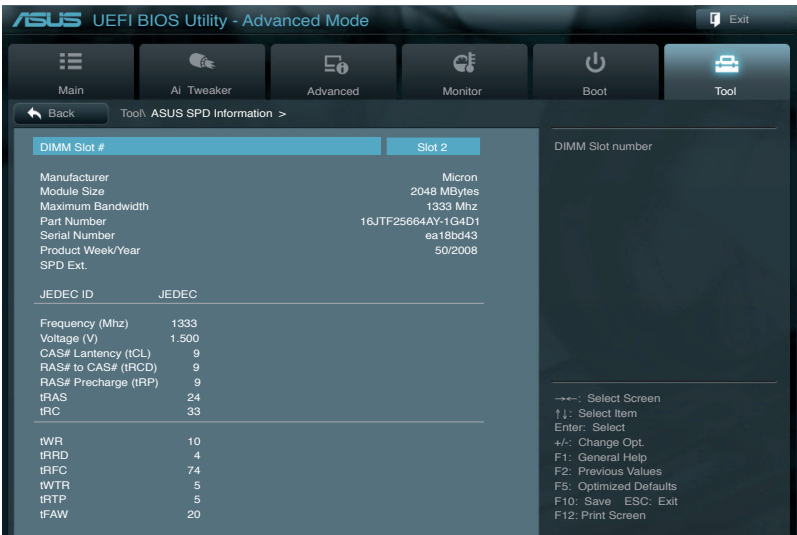 ASUS UEFI BIOS Utility - Advanced Mode
Exit
Main Ai Tweaker Advanced Monitor Boot Tool
Back Tool\ ASUS SPD Information >
DIMM Slot # Slot 2
DIMM Slot number
Manufacturer Micron
Module Size 2048 MBytes
Maximum Bandwidth 1333 Mhz
Part Number 16JTF25664AY-1G4D1
Serial Number ea18bd43
Product Week/Year 50/2008
SPD Ext.
JEDEC ID JEDEC
Frequency (Mhz) 1333
Voltage (V) 1.500
CAS# Lantency (tCL) 9
RAS# to CAS# (tRCD) 9
RAS# Precharge (tRP) 9
tRAS 24
tRC 33
tWR 10
tRRD 4
tRFC 74
tWTR 5
tRTP 5
tFAW 20
→←: Select Screen
↑↓: Select Item
Enter: Select
+/-: Change Opt.
F1: General Help
F2: Previous Values
F5: Optimized Defaults
F10: Save ESC: Exit
F12: Print Screen